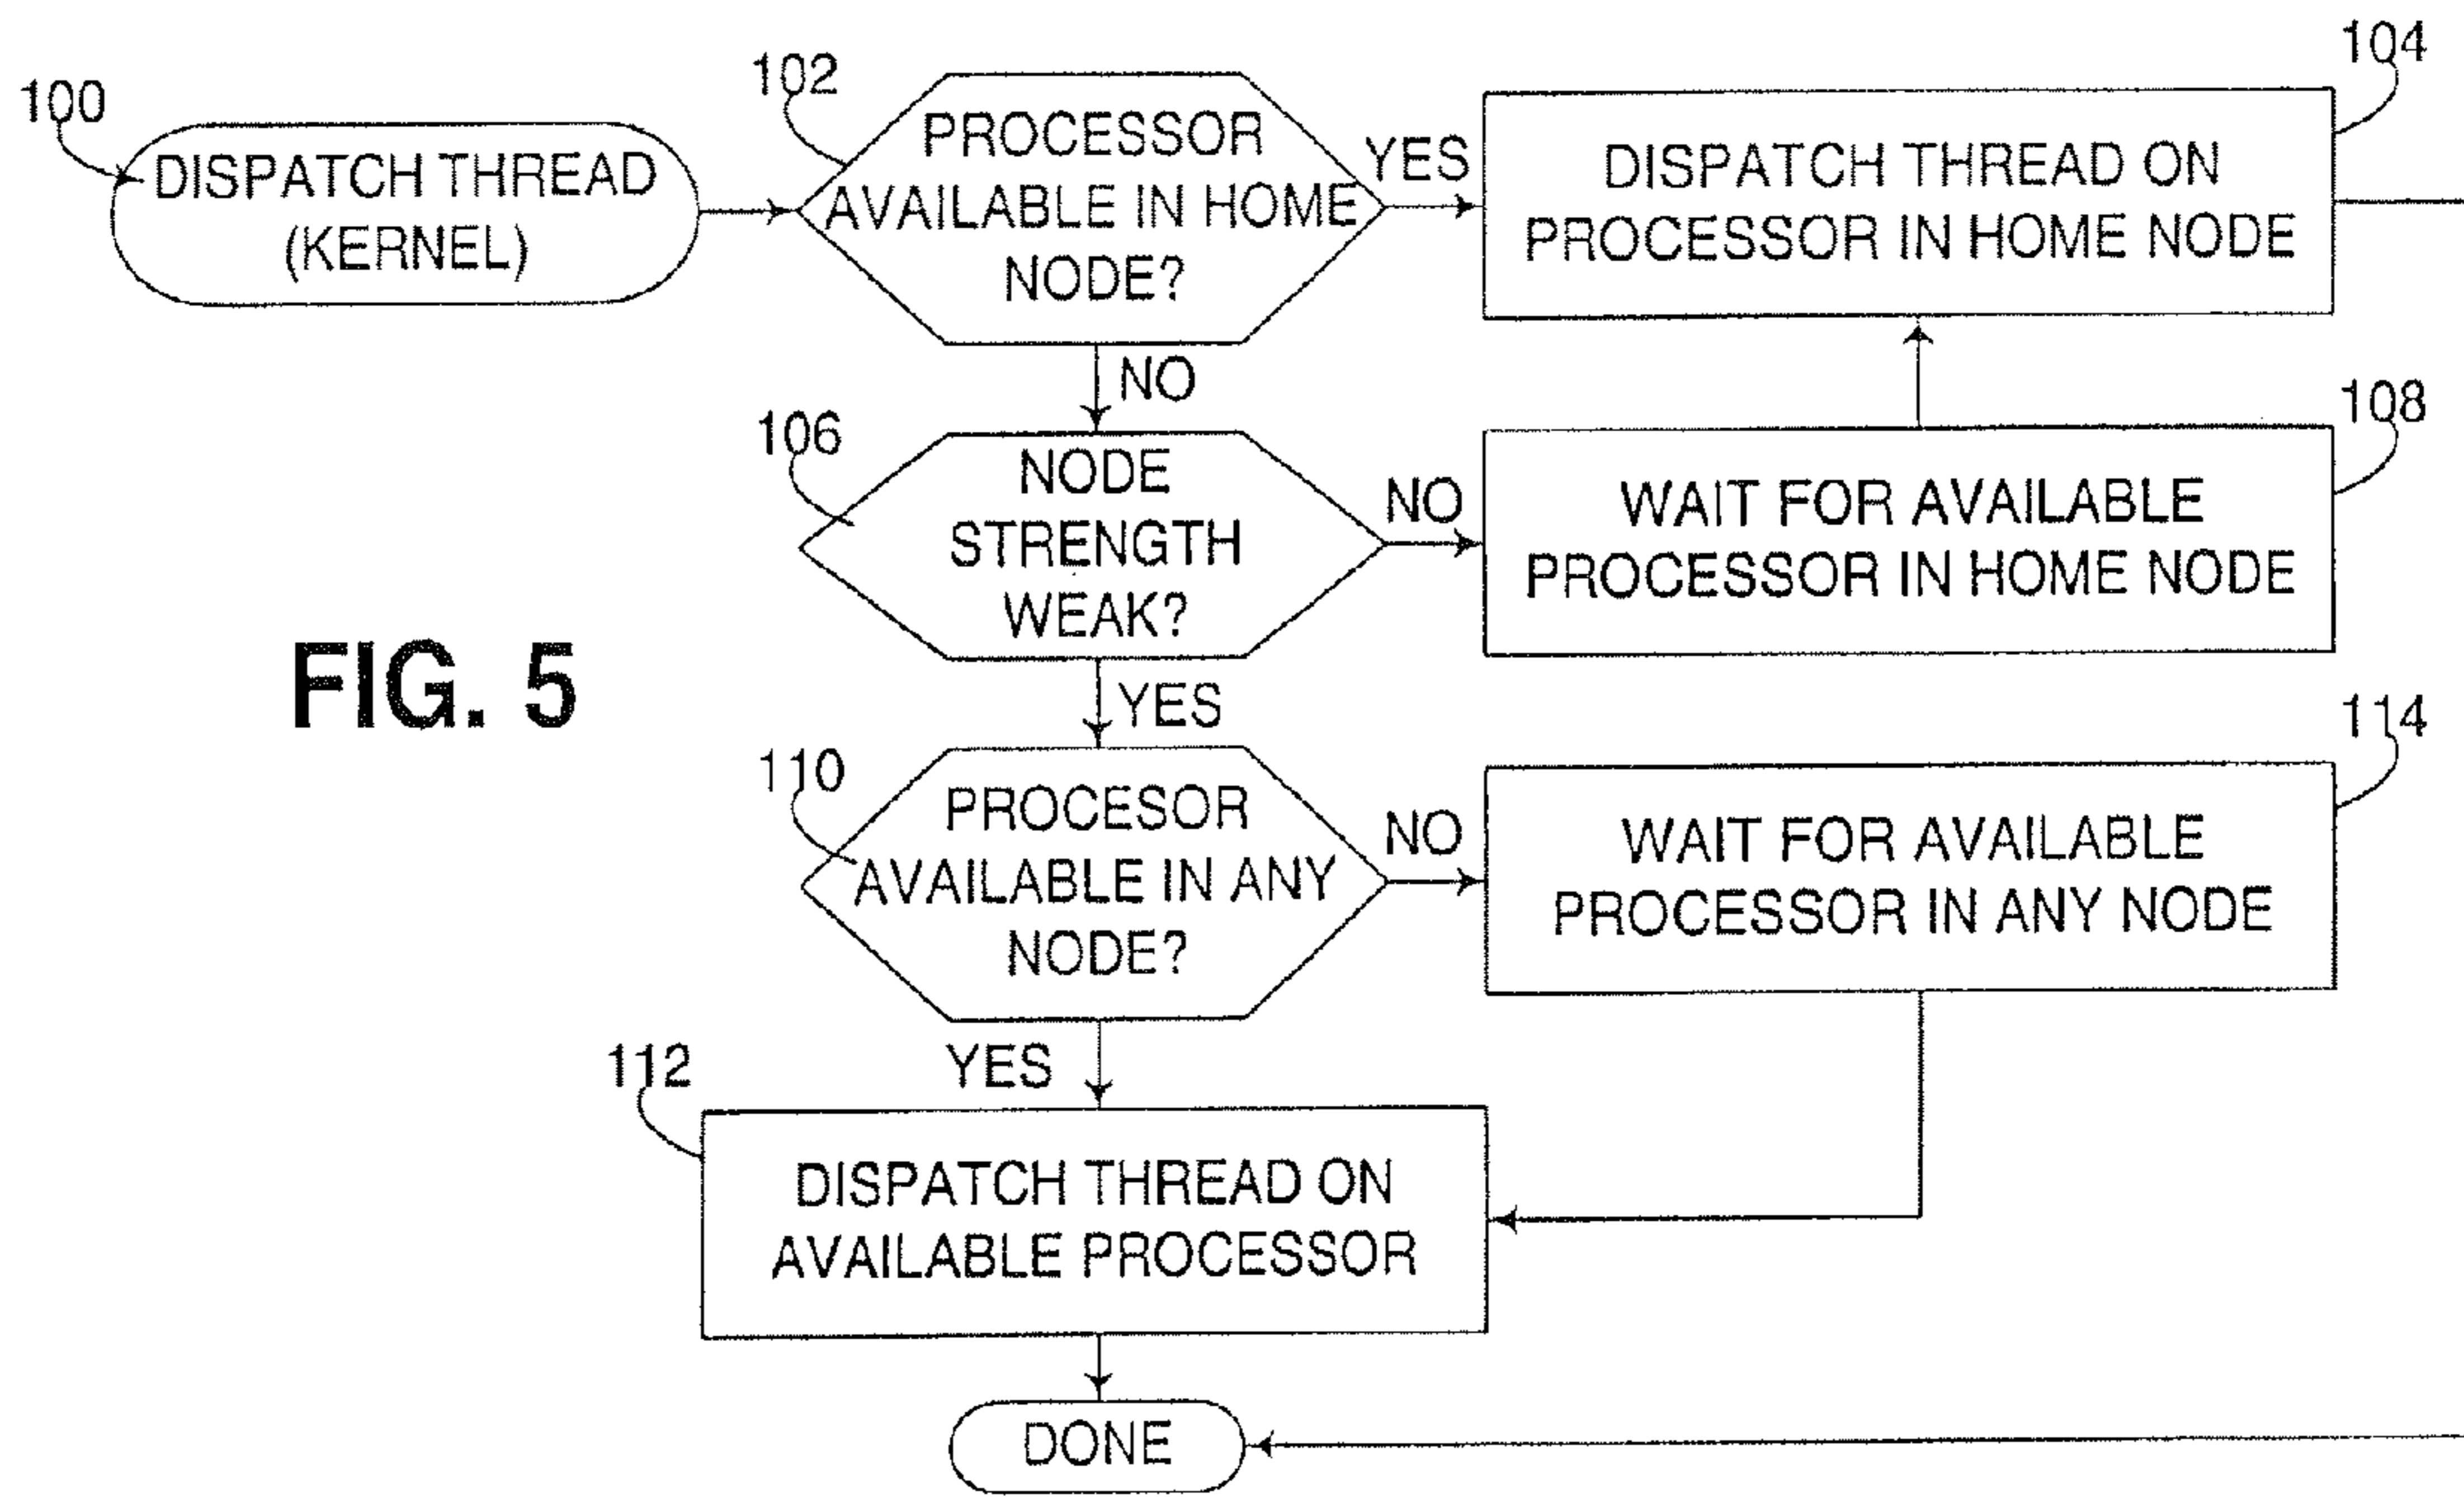 100
DISPATCH THREAD
(KERNEL)
102
PROCESSOR
AVAILABLE IN HOME
NODE?
YES
104
DISPATCH THREAD ON
PROCESSOR IN HOME NODE
NO
106
NODE
STRENGTH
WEAK?
NO
108
WAIT FOR AVAILABLE
PROCESSOR IN HOME NODE
FIG. 5
YES
110
PROCESOR
AVAILABLE IN ANY
NODE?
NO
114
WAIT FOR AVAILABLE
PROCESSOR IN ANY NODE
YES
112
DISPATCH THREAD ON
AVAILABLE PROCESSOR
DONE